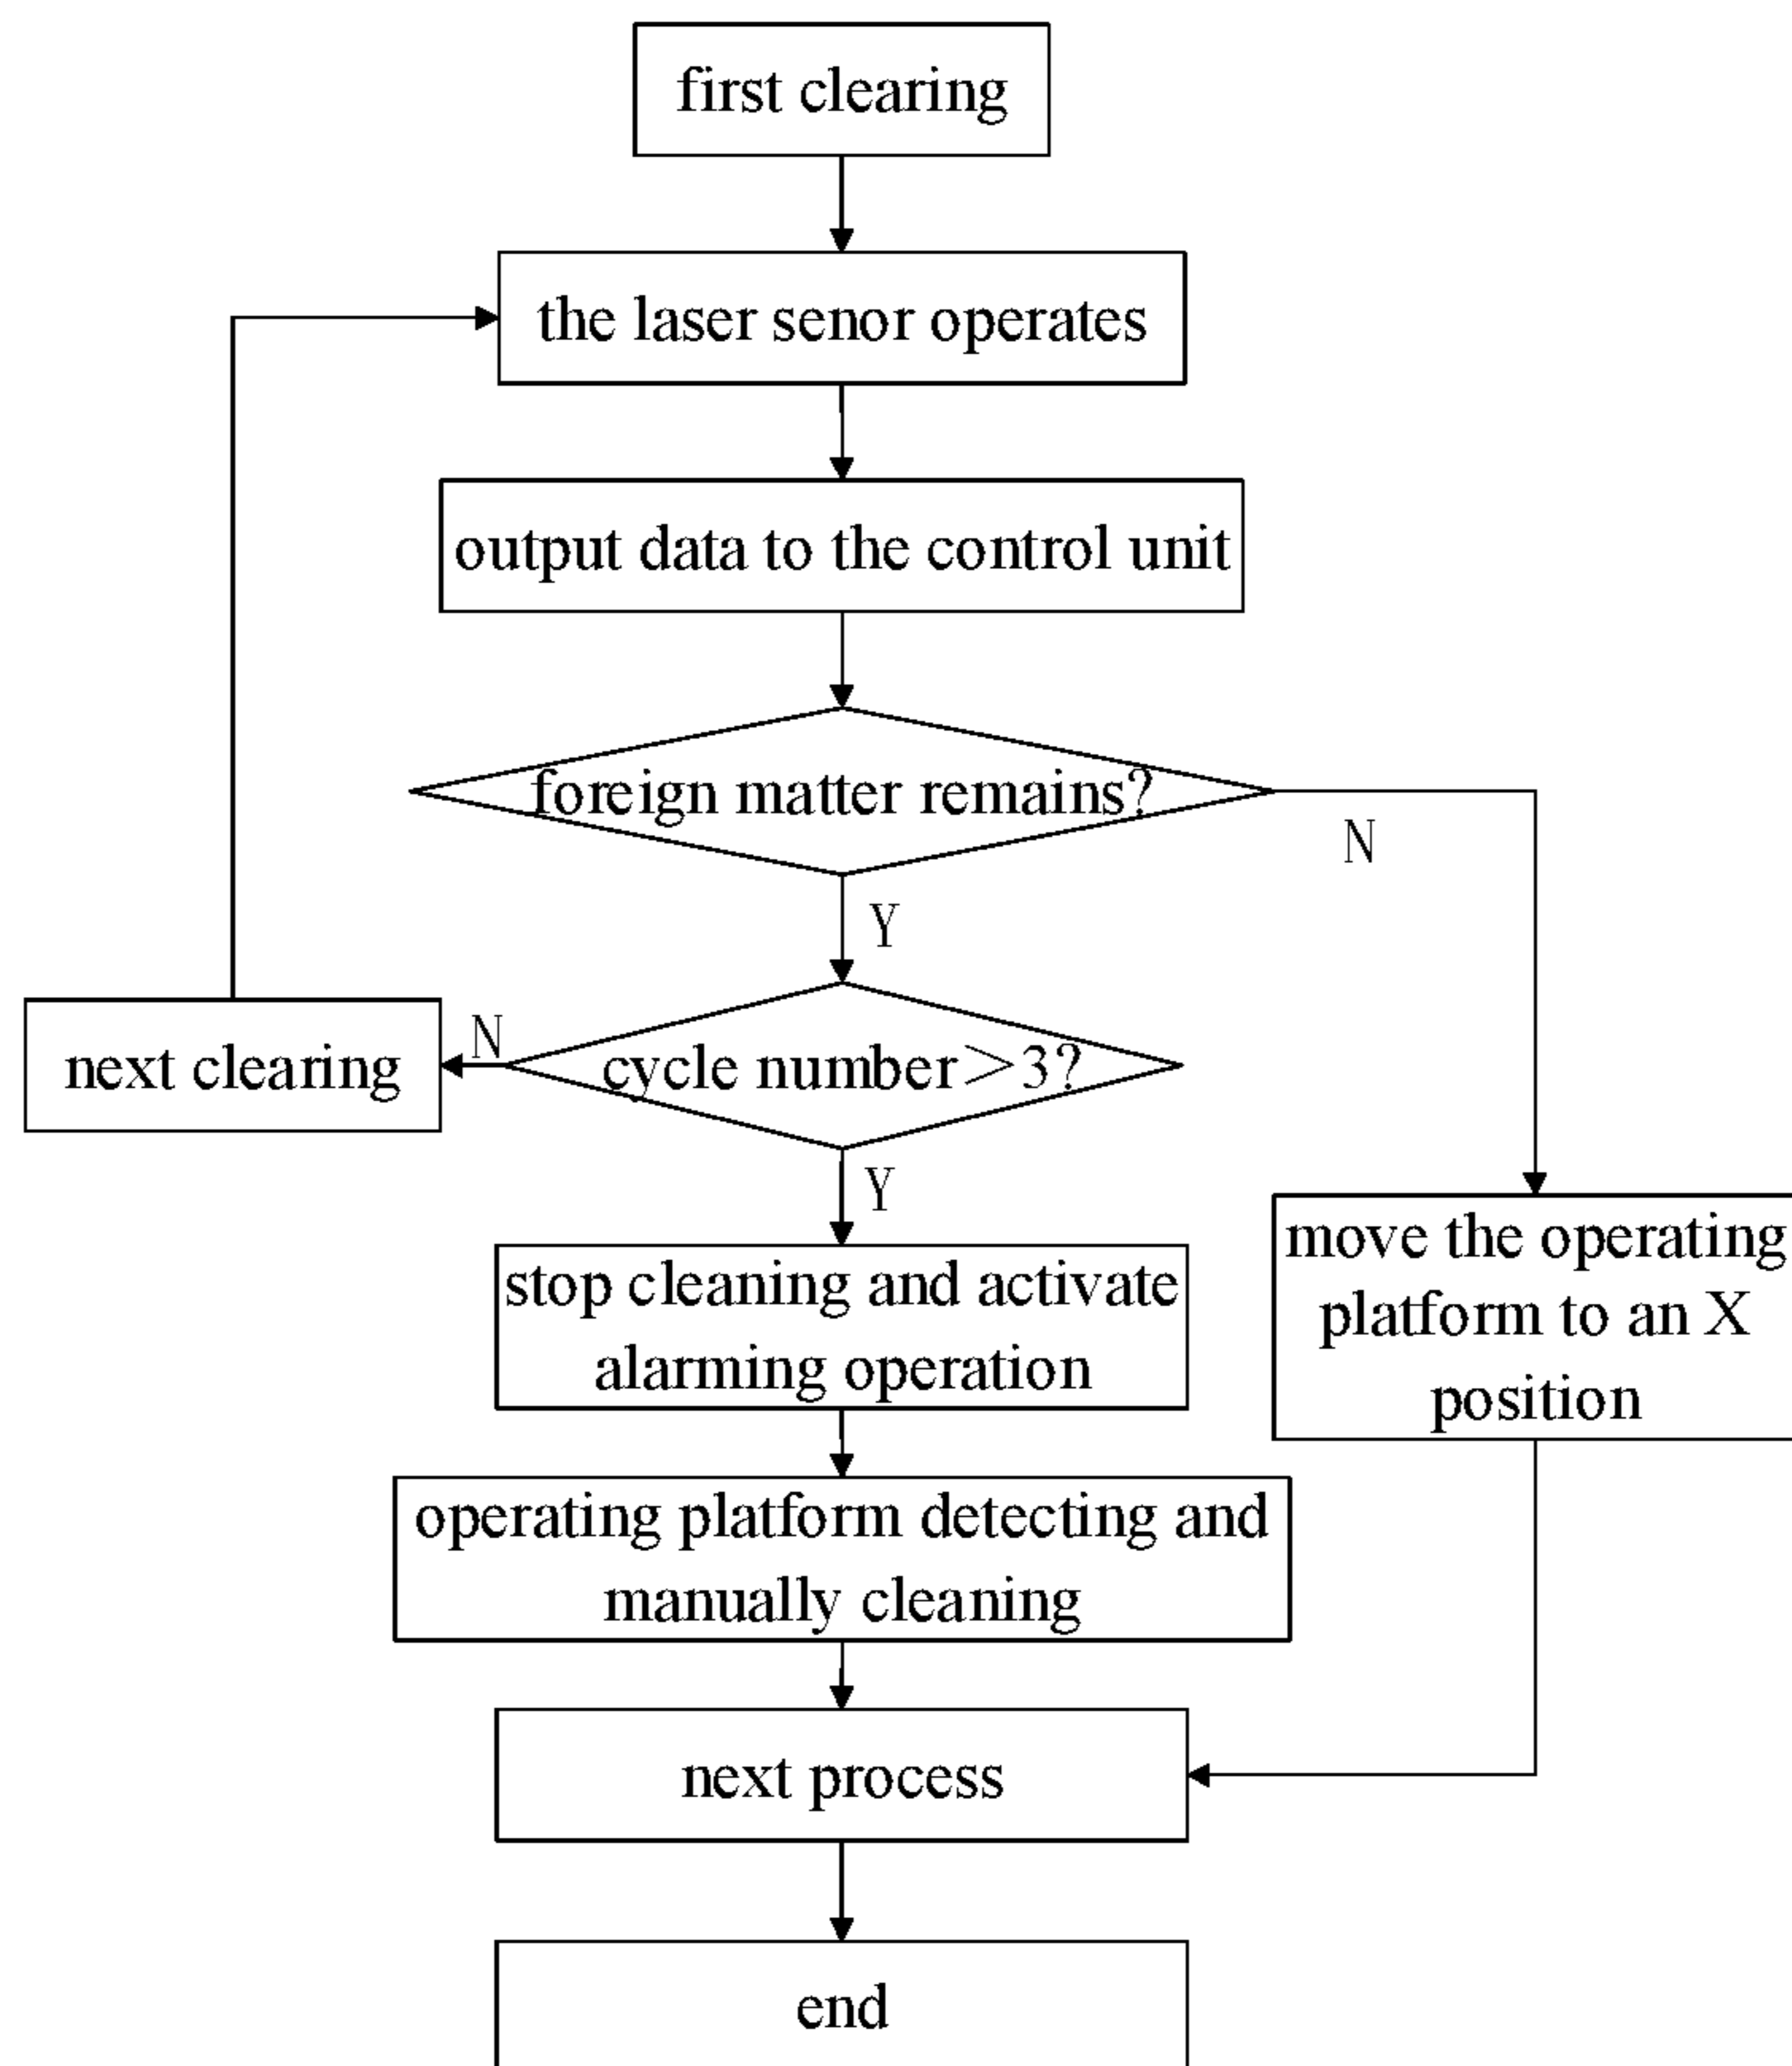 first clearing
the laser senor operates
output data to the control unit
foreign matter remains?
N
Y
next clearing
N
cycle number>3?
Y
stop cleaning and activate
alarming operation
move the operating
platform to an X
position
operating platform detecting and
manually cleaning
next process
end